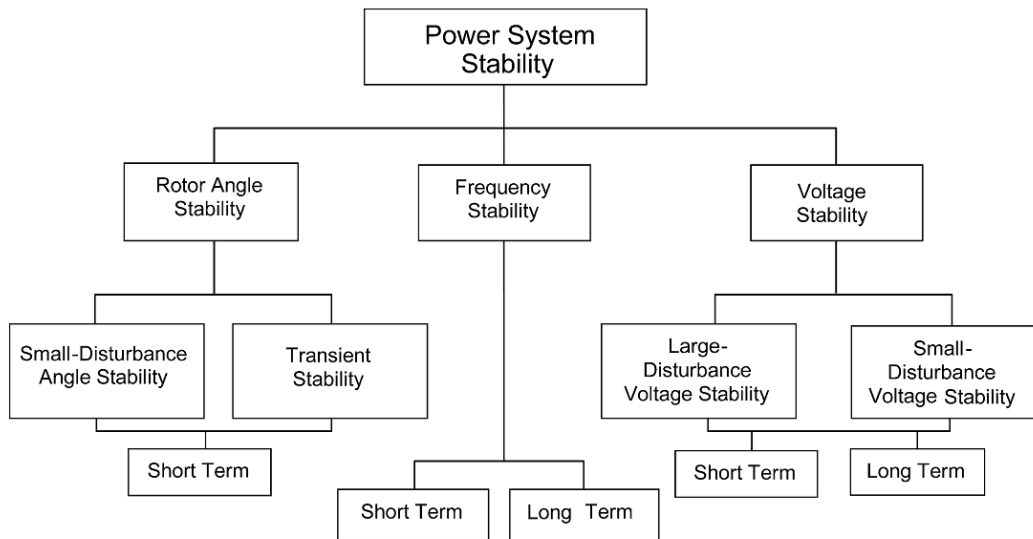 Power System
Stability
Rotor Angle
Stability
Frequency
Stability
Voltage
Stability
Small-Disturbance
Angle Stability
Transient
Stability
Large-
Disturbance
Voltage Stability
Small-
Disturbance
Voltage Stability
Short Term
Short Term
Long Term
Short Term
Long Term